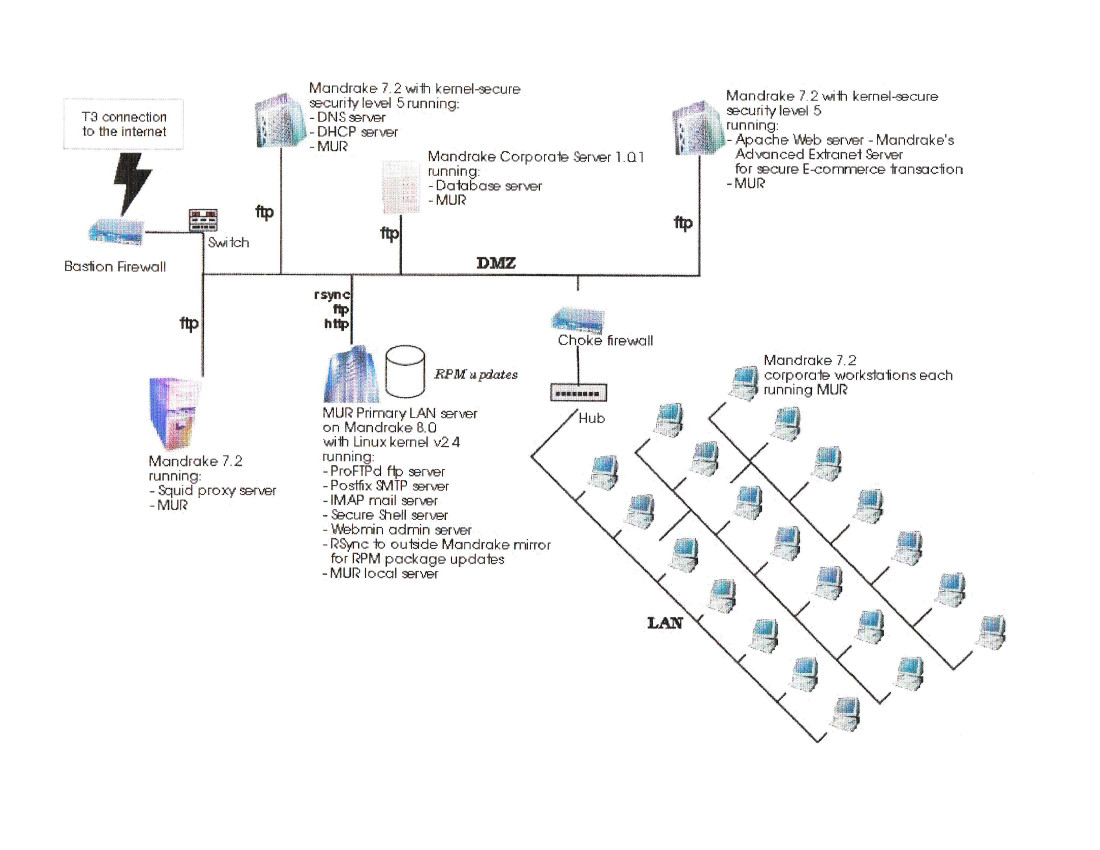 T3 connection
to the internet
Bastion Firewall
Switch
ftp
Mandrake 7.2 with kernel-secure
security level 5 running:
- DNS server
- DHCP server
- MUR
ftp
Mandrake Corporate Server 1.0.1
running:
- Database server
- MUR
ftp
Mandrake 7.2 with kernel-secure
security level 5
running:
- Apache Web server - Mandrake's
Advanced Extranet Server
for secure E-commerce transaction
- MUR
ftp
DMZ
Mandrake 7.2
running:
- Squid proxy server
- MUR
rsync
ftp
http
RPM updates
MUR Primary LAN server
on Mandrake 8.0
with Linux kernel v2.4
running:
- ProFTPd ftp server
- Postfix SMTP server
- IMAP mail server
- Secure Shell server
- Webmin admin server
- RSync to outside Mandrake mirror
for RPM package updates
- MUR local server
Choke firewall
Hub
Mandrake 7.2
corporate workstations each
running MUR
LAN